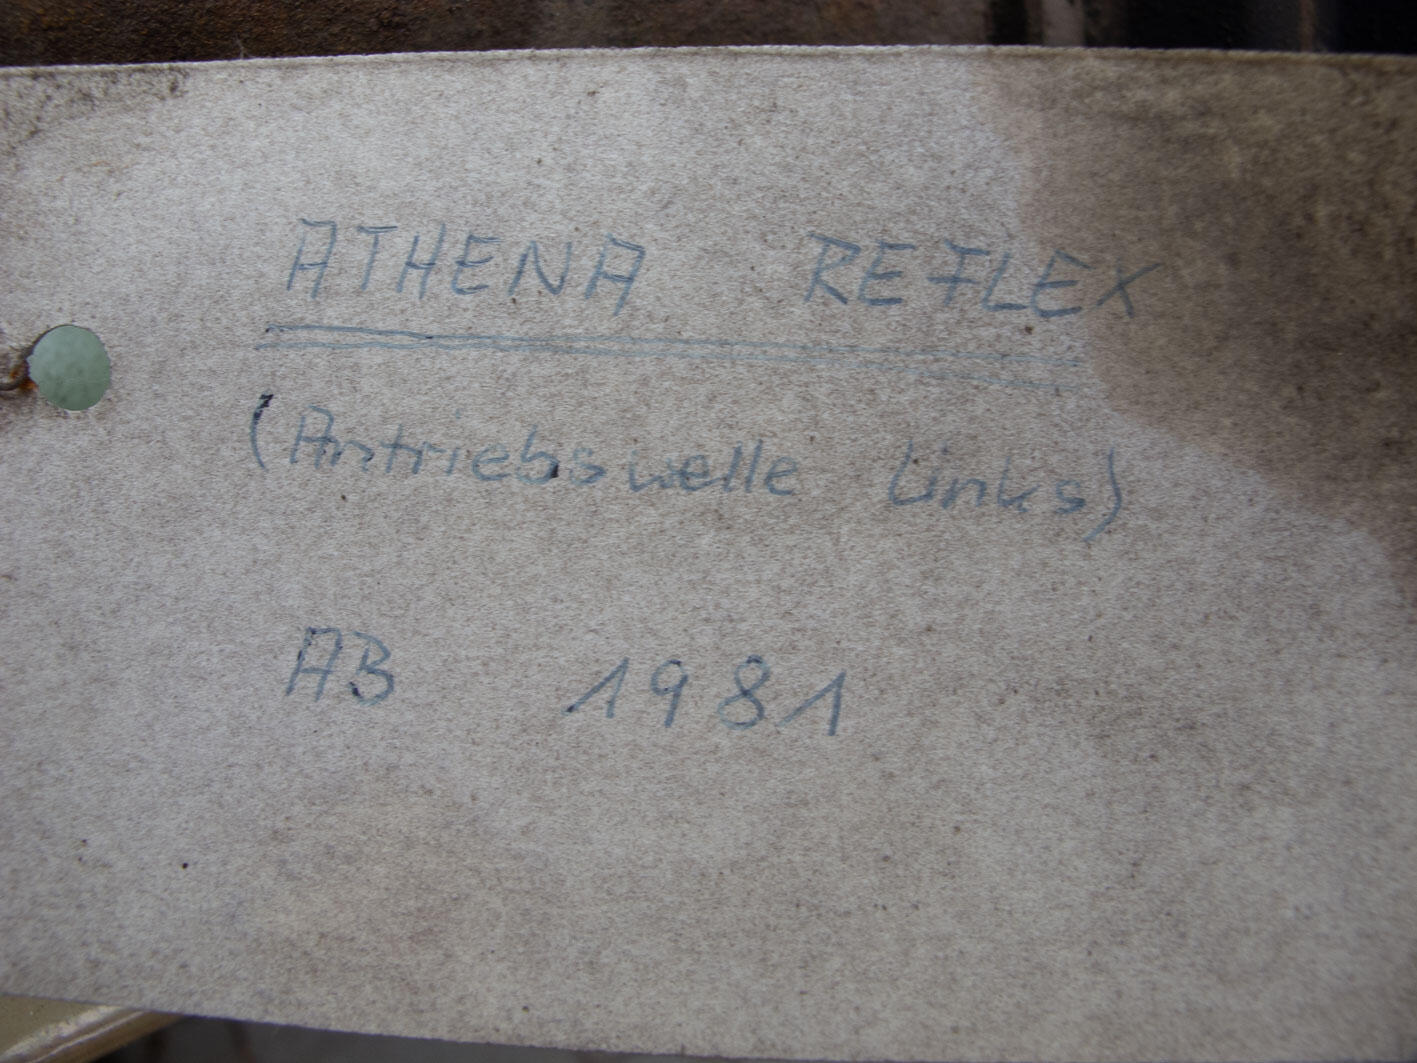 ATHENA REFLEX
(Antriebswelle Links)
AB 1981